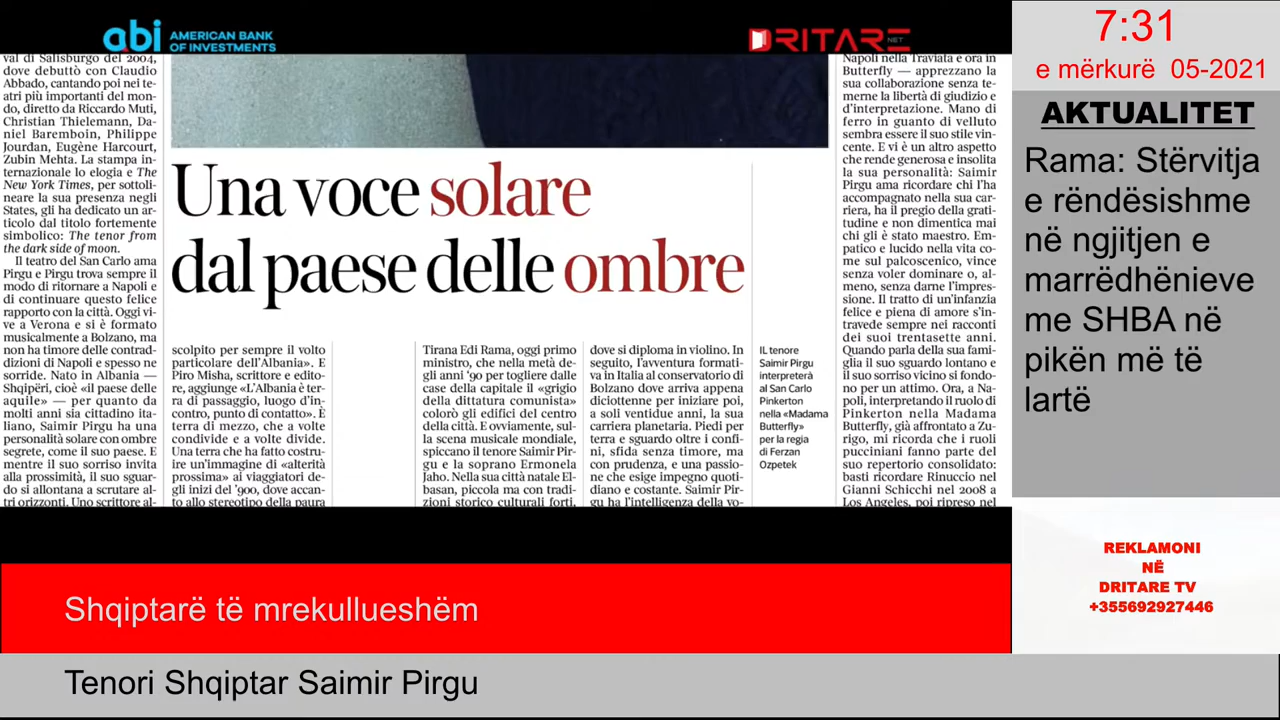 abi AMERICAN BANK
OF INVESTMENTS
DRITARE.NET
7:31
e mërkurë 05-2021
AKTUALITET
Rama: Stërvitja
e rëndësishme
në ngjitjen e
marrëdhënieve
me SHBA në
pikën më të
lartë
val di Salisburgo del 2004,
dove debuttò con Claudio
Abbado, cantando poi nei te-
atri più importanti del mon-
do, diretto da Riccardo Muti,
Christian Thielemann, Da-
niel Baremboin, Philippe
Jourdan, Eugène Harcourt,
Zubin Mehta. La stampa in-
ternazionale lo elogia e The
New York Times, per sottoli-
neare la sua presenza negli
States, gli ha dedicato un ar-
ticolo dal titolo fortemente
simbolico: The tenor from
the dark side of moon.
Il teatro del San Carlo ama
Pirgu e Pirgu trova sempre il
modo di ritornare a Napoli e
di continuare questo felice
rapporto con la città. Oggi vi-
ve a Verona e si è formato
musicalmente a Bolzano, ma
non ha timore delle contrad-
dizioni di Napoli e spesso ne
sorride. Nato in Albania —
Shqipëri, cioè «il paese delle
aquile» — per quanto da
molti anni sia cittadino ita-
liano, Saimir Pirgu ha una
personalità solare con ombre
segrete, come il suo paese. E
mentre il suo sorriso invita
alla prossimità, il suo sguar-
do si allontana a scrutare al-
tri orizzonti. Uno scrittore al-
Una voce solare
dal paese delle ombre
scolpito per sempre il volto
particolare dell'Albania». E
Piro Misha, scrittore e edito-
re, aggiunge «L'Albania è ter-
ra di passaggio, luogo d'in-
contro, punto di contatto». È
terra di mezzo, che a volte
condivide e a volte divide.
Una terra che ha fatto costru-
ire un'immagine di «alterità
prossima» ai viaggiatori de-
gli inizi del '900, dove accan-
to allo stereotipo della paura
Tirana Edi Rama, oggi primo
ministro, che nella metà de-
gli anni '90 per togliere dalle
case della capitale il «grigio
della dittatura comunista»
colorò gli edifici del centro
della città. E ovviamente, sul-
la scena musicale mondiale,
spiccano il tenore Saimir Pir-
gu e la soprano Ermonela
Jaho. Nella sua città natale El-
basan, piccola ma con tradi-
zioni storico culturali forti,
dove si diploma in violino. In
seguito, l'avventura formati-
va in Italia al conservatorio di
Bolzano dove arriva appena
diciottenne per iniziare poi,
a soli ventidue anni, la sua
carriera planetaria. Piedi per
terra e sguardo oltre i confi-
ni, sfida senza timore, ma
con prudenza, e una passio-
ne che esige impegno quoti-
diano e costante. Saimir Pir-
gu ha l'intelligenza della vo-
IL tenore
Saimir Pirgu
interpreterà
al San Carlo
Pinkerton
nella «Madama
Butterfly»
per la regia
di Ferzan
Ozpetek
Napoli nella Traviata e ora in
Butterfly — apprezzano la
sua collaborazione senza te-
merne la libertà di giudizio e
d'interpretazione. Mano di
ferro in guanto di velluto
sembra essere il suo stile vin-
cente. E vi è un altro aspetto
che rende generosa e insolita
la sua personalità: Saimir
Pirgu ama ricordare chi l'ha
accompagnato nella sua car-
riera, ha il pregio della grati-
tudine e non dimentica mai
chi gli è stato maestro. Em-
patico e lucido nella vita co-
me sul palcoscenico, vince
senza voler dominare o, al-
meno, senza darne l'impres-
sione. Il tratto di un'infanzia
felice e piena di amore s'in-
travede sempre nei racconti
dei suoi trentasette anni.
Quando parla della sua fami-
glia il suo sguardo lontano e
il suo sorriso vicino si fondo-
no per un attimo. Ora, a Na-
poli, interpretando il ruolo di
Pinkerton nella Madama
Butterfly, già affrontato a Zu-
rigo, mi ricorda che i ruoli
pucciniani fanno parte del
suo repertorio consolidato:
basti ricordare Rinuccio nel
Gianni Schicchi nel 2008 a
Los Angeles, poi ripreso nel
REKLAMONI
NË
DRITARE TV
+355692927446
Shqiptarë të mrekullueshëm
Tenori Shqiptar Saimir Pirgu